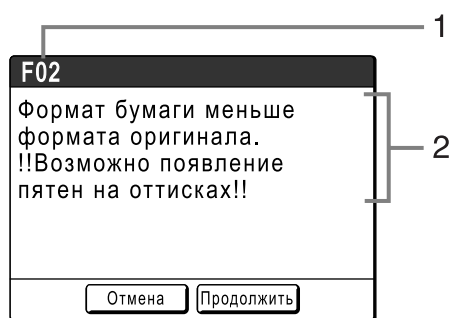 1
F02
Формат бумаги меньше
формата оригинала.
!!Возможно появление
пятен на оттисках!!
2
Отмена Продолжить